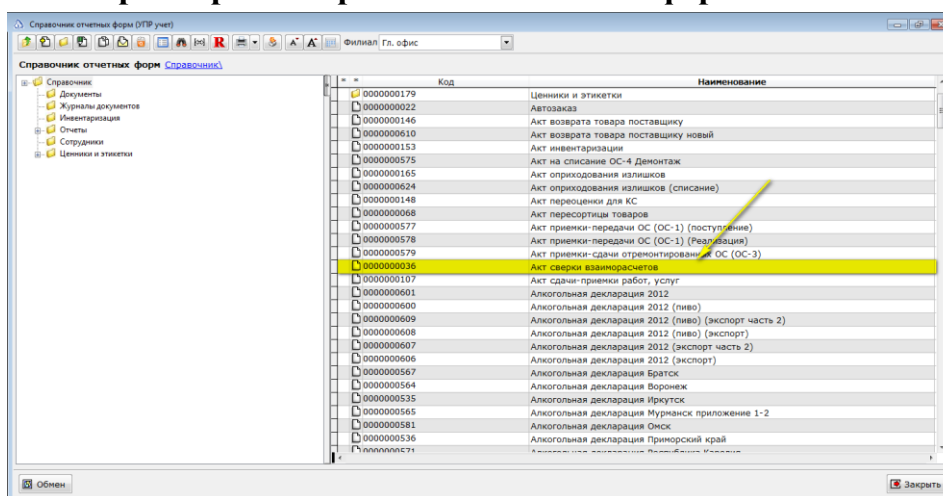 Справочник отчетных форм (УПР учет)
Филиал Гл. офис
Справочник отчетных форм Справочник\
Справочник
Документы
Журналы документов
Инвентаризация
Отчеты
Сотрудники
Ценники и этикетки
Код Наименование
0000000179 Ценники и этикетки
0000000022 Автозаказ
0000000146 Акт возврата товара поставщику
0000000610 Акт возврата товара поставщику новый
0000000153 Акт инвентаризации
0000000575 Акт на списание ОС-4 Демонтаж
0000000165 Акт оприходования излишков
0000000624 Акт оприходования излишков (списание)
0000000148 Акт переоценки для КС
0000000068 Акт пересортицы товаров
0000000577 Акт приемки-передачи ОС (ОС-1) (поступление)
0000000578 Акт приемки-передачи ОС (ОС-1) (Реализация)
0000000579 Акт приемки-сдачи отремонтированных ОС (ОС-3)
0000000036 Акт сверки взаиморасчетов
0000000107 Акт сдачи-приемки работ, услуг
0000000601 Алкогольная декларация 2012
0000000600 Алкогольная декларация 2012 (пиво)
0000000609 Алкогольная декларация 2012 (пиво) (экспорт часть 2)
0000000608 Алкогольная декларация 2012 (пиво) (экспорт)
0000000607 Алкогольная декларация 2012 (экспорт часть 2)
0000000606 Алкогольная декларация 2012 (экспорт)
0000000567 Алкогольная декларация Братск
0000000564 Алкогольная декларация Воронеж
0000000535 Алкогольная декларация Иркутск
0000000565 Алкогольная декларация Мурманск приложение 1-2
0000000581 Алкогольная декларация Омск
0000000536 Алкогольная декларация Приморский край
0000000571 Алкогольная декларация Республика Карелия
Обмен
Закрыть